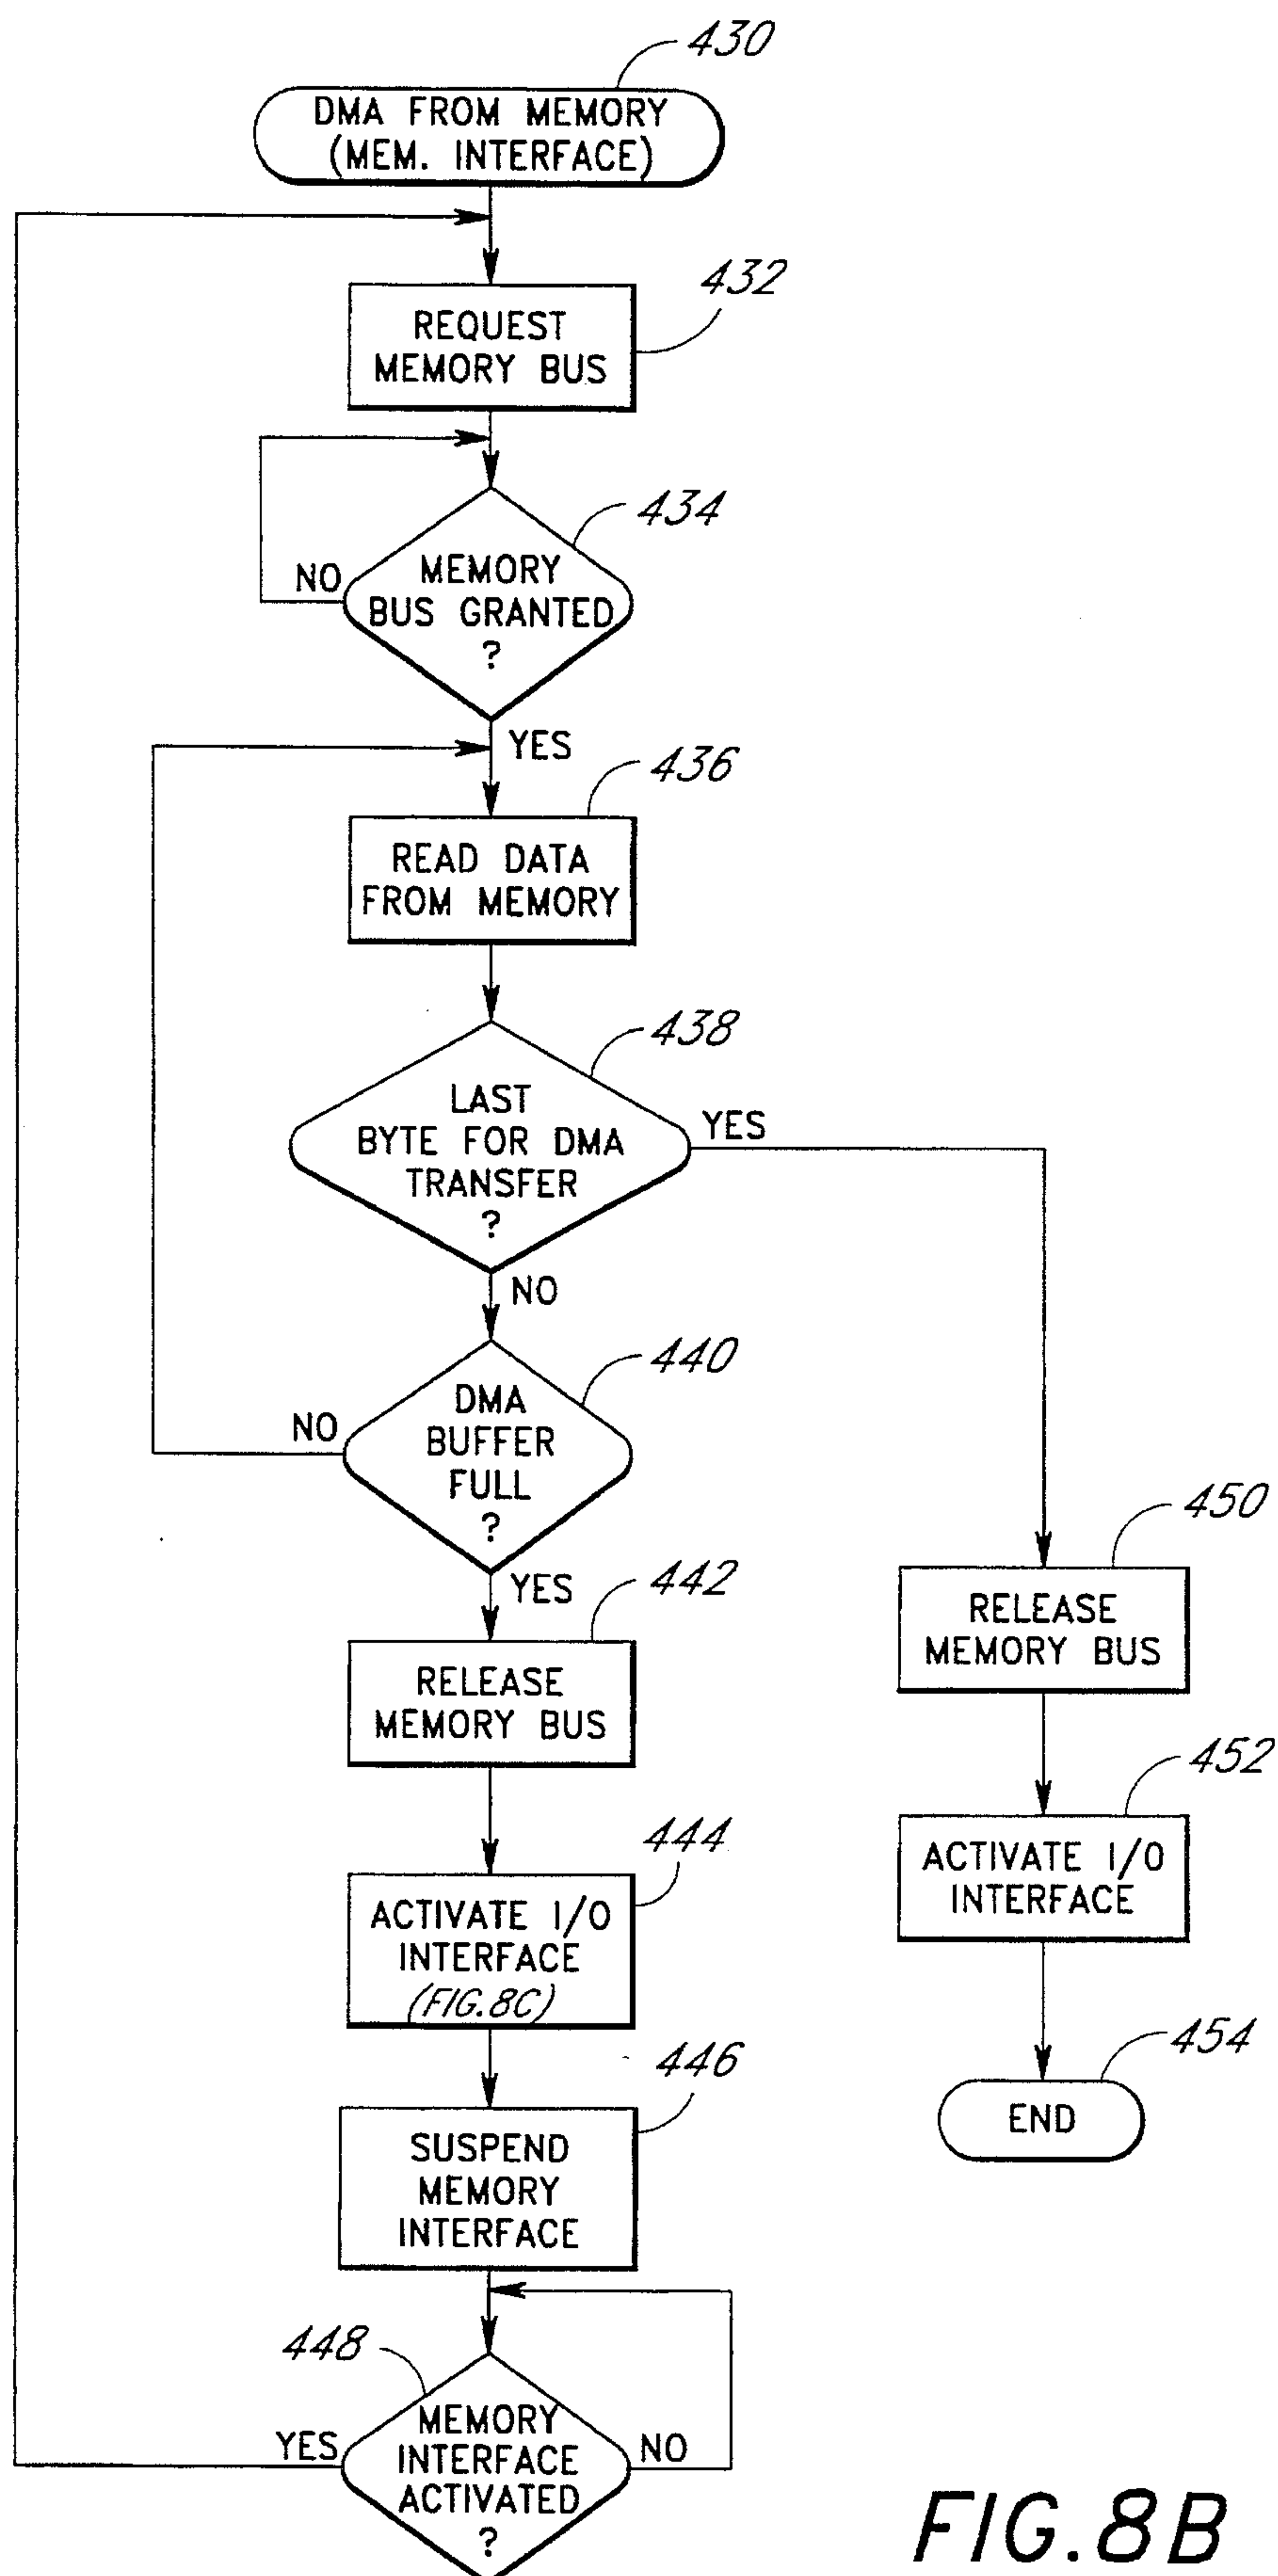 430
DMA FROM MEMORY
(MEM. INTERFACE)
432
REQUEST
MEMORY BUS
434
MEMORY
BUS GRANTED
?
NO
YES
436
READ DATA
FROM MEMORY
438
LAST
BYTE FOR DMA
TRANSFER
?
YES
NO
440
DMA
BUFFER
FULL
?
NO
YES
442
RELEASE
MEMORY BUS
444
ACTIVATE I/O
INTERFACE
(FIG.8C)
446
SUSPEND
MEMORY
INTERFACE
448
MEMORY
INTERFACE
ACTIVATED
?
YES
NO
450
RELEASE
MEMORY BUS
452
ACTIVATE I/O
INTERFACE
454
END
FIG.8B